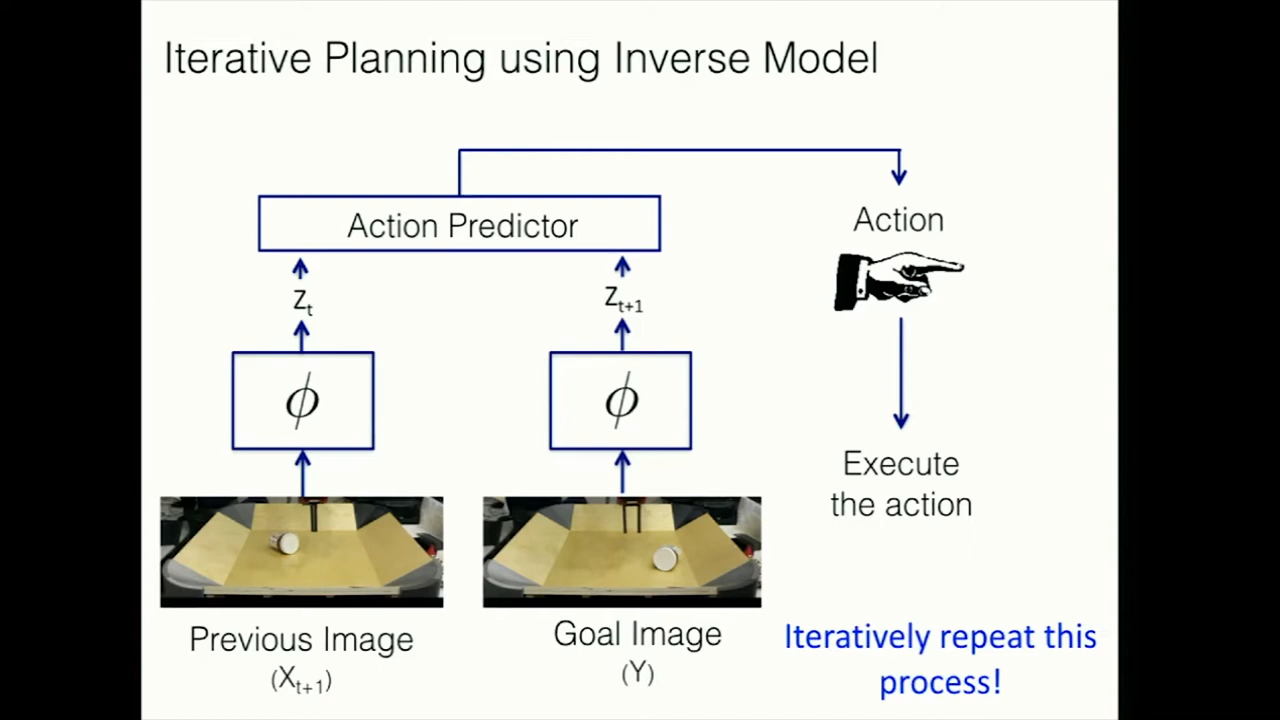 Iterative Planning using Inverse Model
Action Predictor
Action
Zt
Zt+1
ϕ
ϕ
Execute
the action
Previous Image
(Xt+1)
Goal Image
(Y)
Iteratively repeat this
process!